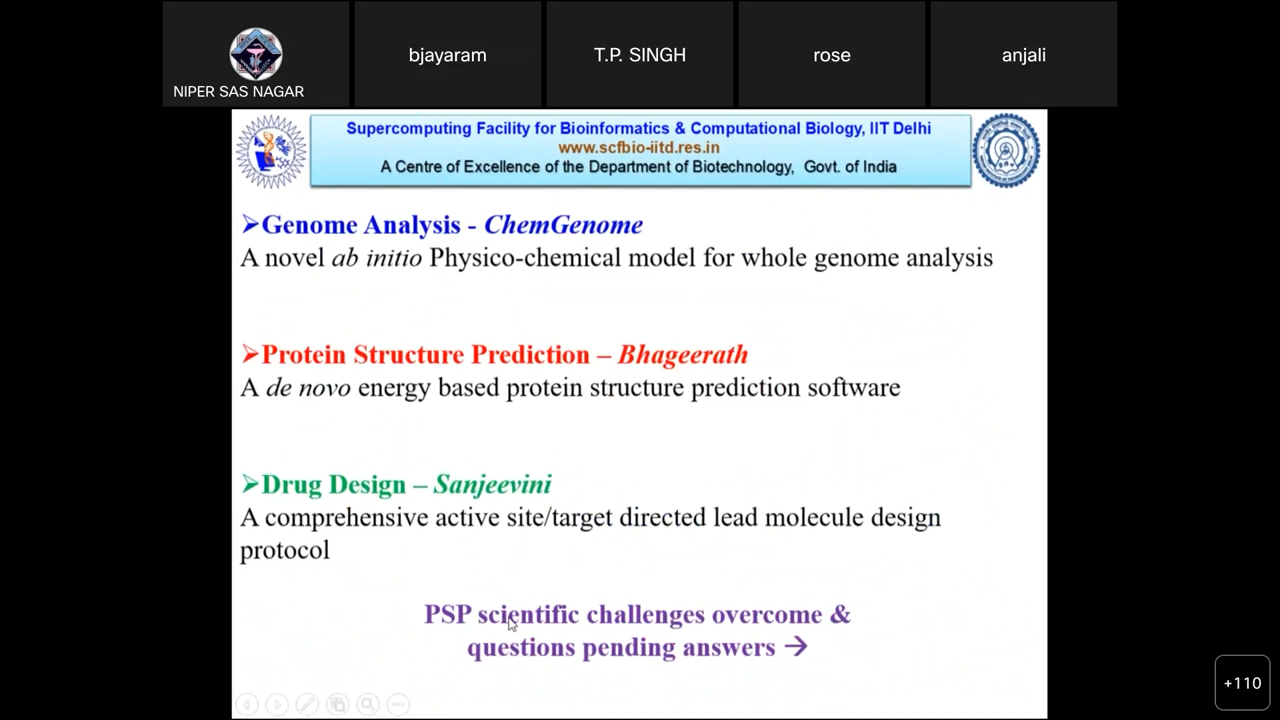 NIPER SAS NAGAR
bjayaram
T.P. SINGH
rose
anjali
Supercomputing Facility for Bioinformatics & Computational Biology, IIT Delhi
www.scfbio-iitd.res.in
A Centre of Excellence of the Department of Biotechnology, Govt. of India
➢Genome Analysis - ChemGenome
A novel ab initio Physico-chemical model for whole genome analysis
➢Protein Structure Prediction – Bhageerath
A de novo energy based protein structure prediction software
➢Drug Design – Sanjeevini
A comprehensive active site/target directed lead molecule design
protocol
PSP scientific challenges overcome &
questions pending answers →
+110